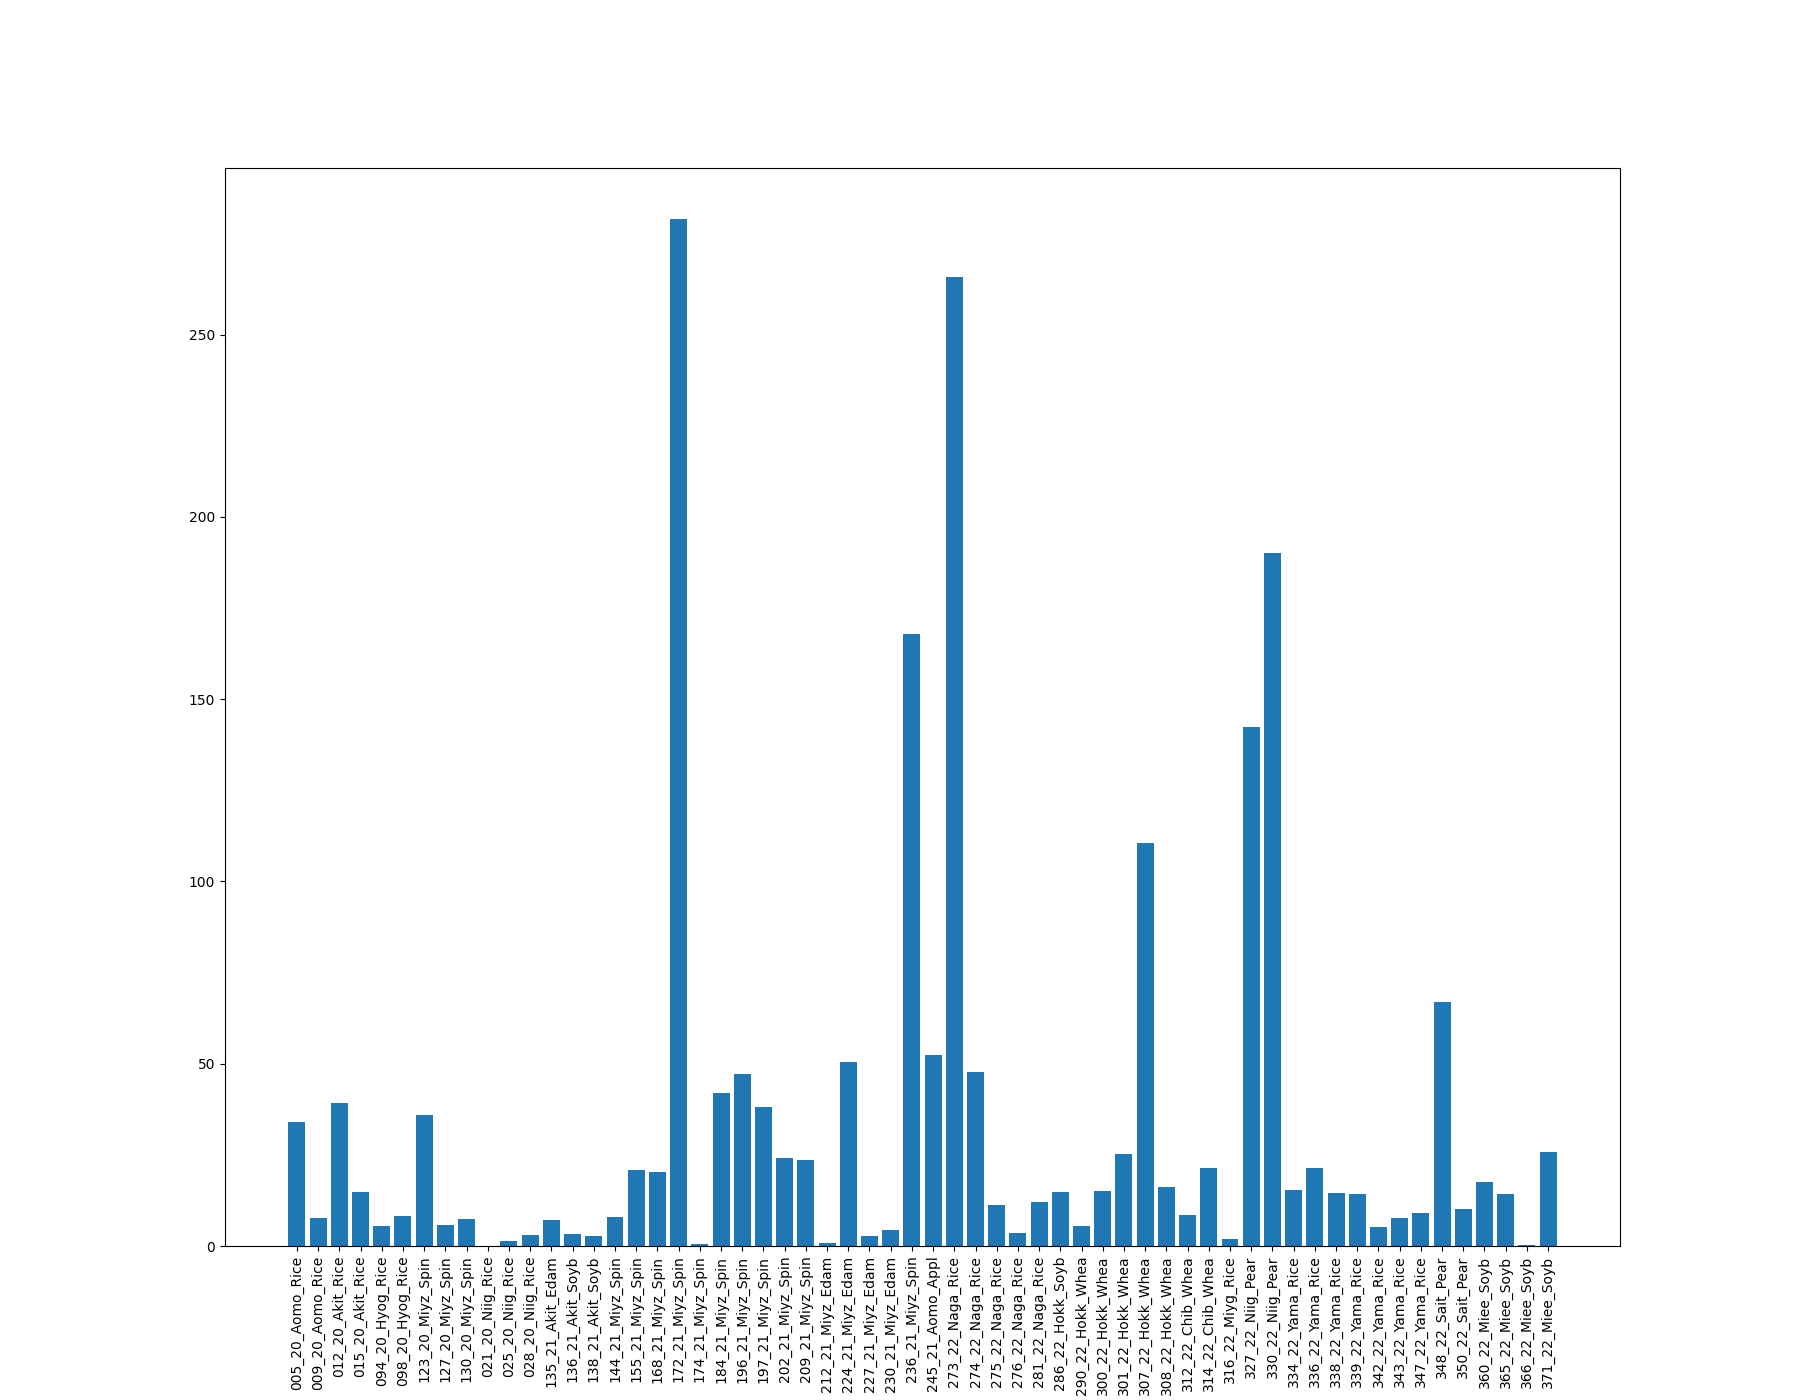 250
200
150
100
50
0
005_20_Aomo_Rice
009_20_Aomo_Rice
012_20_Akit_Rice
015_20_Akit_Rice
094_20_Hyog_Rice
098_20_Hyog_Rice
123_20_Miyz_Spin
127_20_Miyz_Spin
130_20_Miyz_Spin
021_20_Niig_Rice
025_20_Niig_Rice
028_20_Niig_Rice
135_21_Akit_Edam
136_21_Akit_Soyb
138_21_Akit_Soyb
144_21_Miyz_Spin
155_21_Miyz_Spin
168_21_Miyz_Spin
172_21_Miyz_Spin
174_21_Miyz_Spin
184_21_Miyz_Spin
196_21_Miyz_Spin
197_21_Miyz_Spin
202_21_Miyz_Spin
209_21_Miyz_Spin
212_21_Miyz_Edam
224_21_Miyz_Edam
227_21_Miyz_Edam
230_21_Miyz_Edam
236_21_Miyz_Spin
245_21_Aomo_Appl
273_22_Naga_Rice
274_22_Naga_Rice
275_22_Naga_Rice
276_22_Naga_Rice
281_22_Naga_Rice
286_22_Hokk_Soyb
290_22_Hokk_Whea
300_22_Hokk_Whea
301_22_Hokk_Whea
307_22_Hokk_Whea
308_22_Hokk_Whea
312_22_Chib_Whea
314_22_Chib_Whea
316_22_Miyg_Rice
327_22_Niig_Pear
330_22_Niig_Pear
334_22_Yama_Rice
336_22_Yama_Rice
338_22_Yama_Rice
339_22_Yama_Rice
342_22_Yama_Rice
343_22_Yama_Rice
347_22_Yama_Rice
348_22_Sait_Pear
350_22_Sait_Pear
360_22_Miee_Soyb
365_22_Miee_Soyb
366_22_Miee_Soyb
371_22_Miee_Soyb